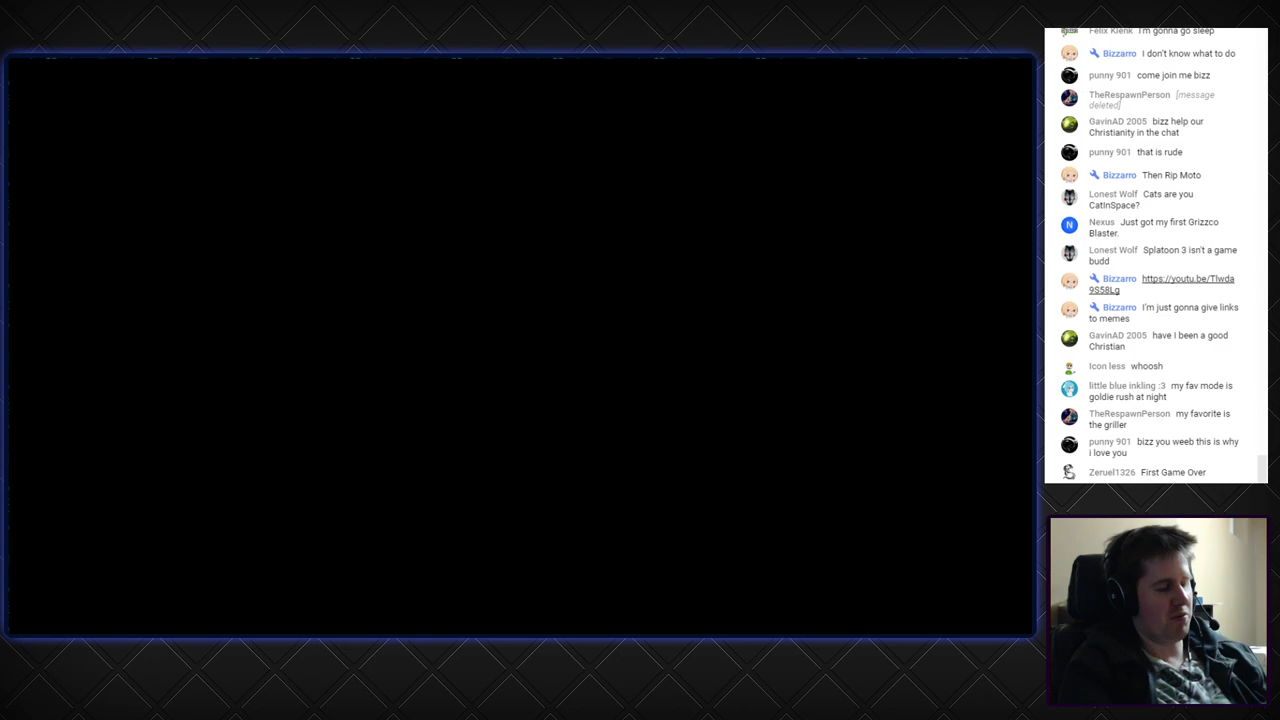 Felix Klenk I'm gonna go sleep
Bizzarro I don't know what to do
punny 901 come join me bizz
TheRespawnPerson [message
deleted]
GavinAD 2005 bizz help our
Christianity in the chat
punny 901 that is rude
Bizzarro Then Rip Moto
Lonest Wolf Cats are you
CatInSpace?
N
Nexus Just got my first Grizzco
Blaster.
Lonest Wolf Splatoon 3 isn't a game
budd
Bizzarro https://youtu.be/Tlwda
9S58Lg
Bizzarro I'm just gonna give links
to memes
GavinAD 2005 have I been a good
Christian
Icon less whoosh
little blue inkling :3 my fav mode is
goldie rush at night
TheRespawnPerson my favorite is
the griller
punny 901 bizz you weeb this is why
i love you
Zeruel1326 First Game Over